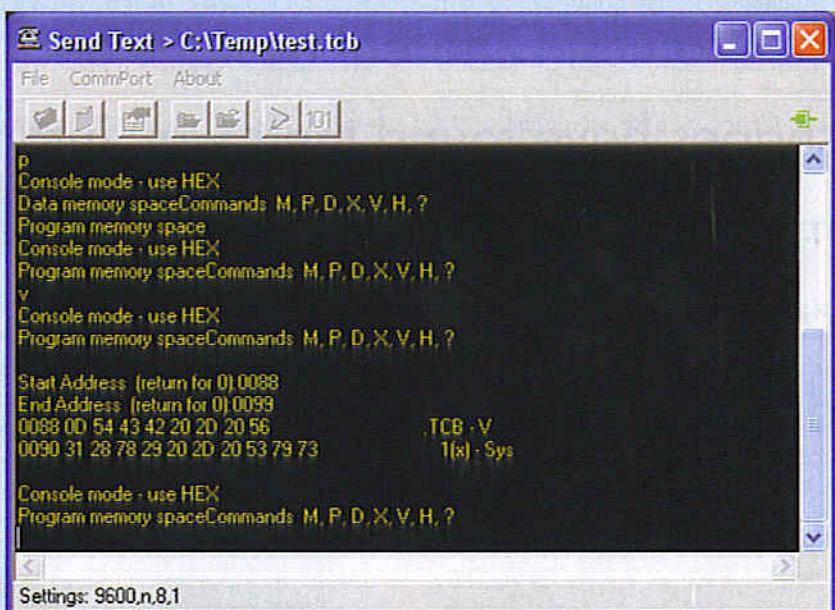 Send Text > C:\Temp\test.tcb
File CommPort About
101
p
Console mode - use HEX
Data memory spaceCommands M, P, D, X, V, H, ?
Program memory space
Console mode - use HEX
Program memory spaceCommands M, P, D, X, V, H, ?
v
Console mode - use HEX
Program memory spaceCommands M, P, D, X, V, H, ?
Start Address (return for 0):0088
End Address (return for 0):0099
0088 0D 54 43 42 20 2D 20 56 .TCB - V
0090 31 28 78 29 20 2D 20 53 79 73 1(x) - Sys
Console mode - use HEX
Program memory spaceCommands M, P, D, X, V, H, ?
Settings: 9600,n,8,1